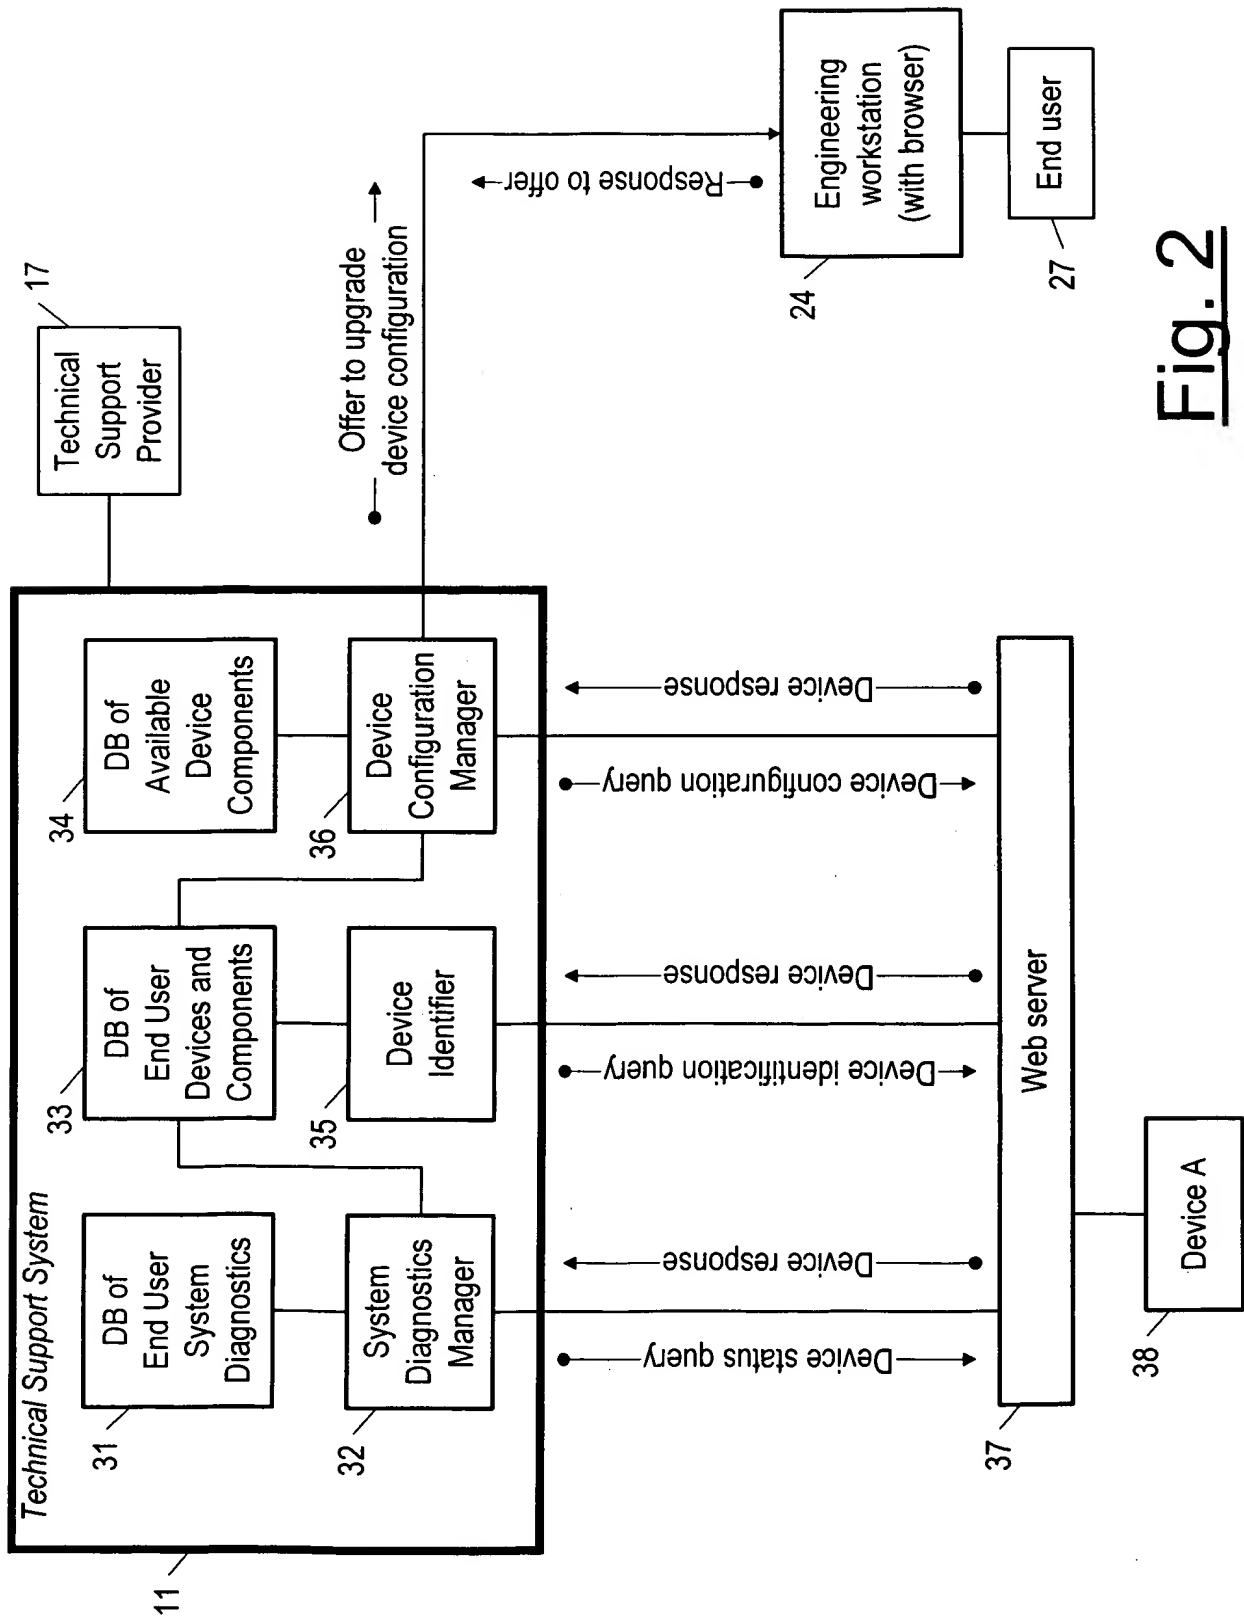 Technical Support System
11
DB of
End User
System
Diagnostics
31
DB of
End User
Devices and
Components
33
DB of
Available
Device
Components
34
Technical
Support
Provider
17
System
Diagnostics
Manager
32
Device
Identifier
35
Device
Configuration
Manager
36
Offer to upgrade
device configuration
Response to offer
Device status query
Device response
Device identification query
Device response
Device configuration query
Device response
Engineering
workstation
(with browser)
24
End user
27
Web server
37
Device A
38
Fig. 2